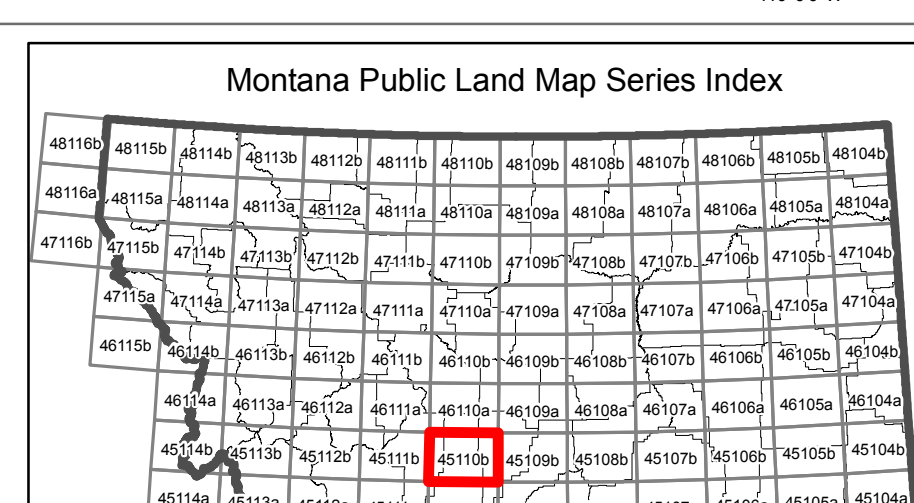 Montana Public Land Map Series Index
48116b 48115b 48114b 48113b 48112b 48111b 48110b 48109b 48108b 48107b 48106b 48105b 48104b
48116a 48115a 48114a 48113a 48112a 48111a 48110a 48109a 48108a 48107a 48106a 48105a 48104a
47116b 47115b 47114b 47113b 47112b 47111b 47110b 47109b 47108b 47107b 47106b 47105b 47104b
47115a 47114a 47113a 47112a 47111a 47110a 47109a 47108a 47107a 47106a 47105a 47104a
46115b 46114b 46113b 46112b 46111b 46110b 46109b 46108b 46107b 46106b 46105b 46104b
46114a 46113a 46112a 46111a 46110a 46109a 46108a 46107a 46106a 46105a 46104a
45114b 45113b 45112b 45111b 45110b 45109b 45108b 45107b 45106b 45105b 45104b
45114a 45113a 45105a 45104a